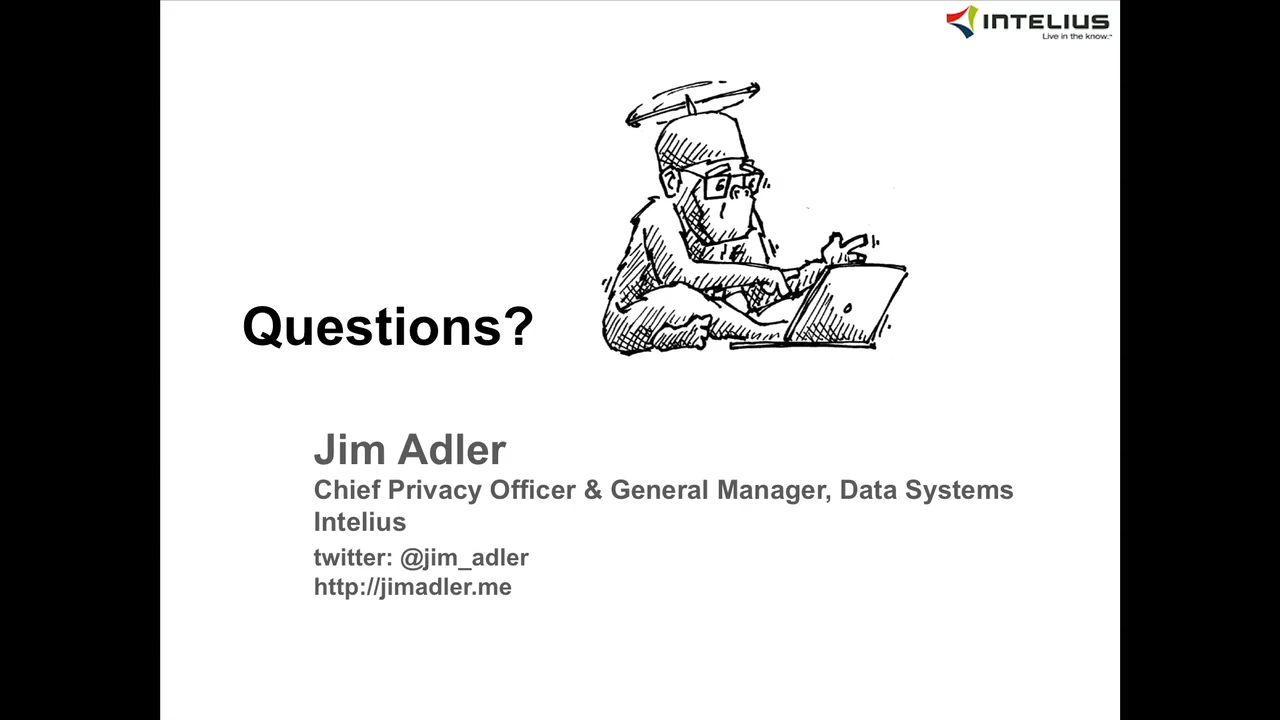 INTELIUS
Live in the know.™
Questions?
Jim Adler
Chief Privacy Officer & General Manager, Data Systems
Intelius
twitter: @jim_adler
http://jimadler.me